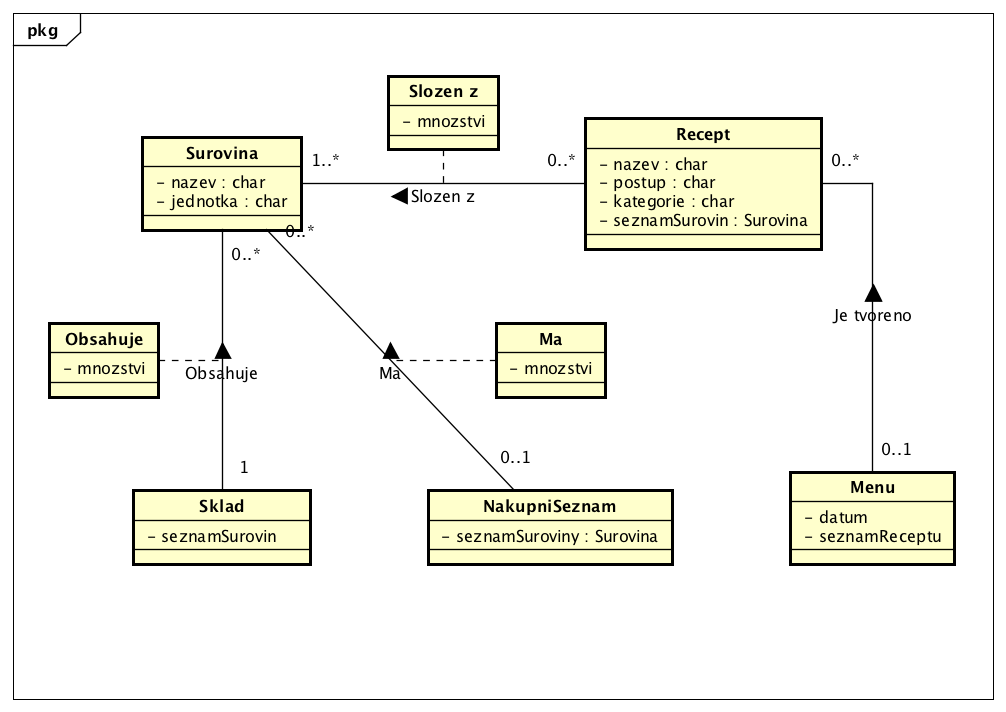 pkg
Slozen z
- mnozstvi
Surovina
- nazev : char
- jednotka : char
1..*
0..*
Slozen z
Recept
- nazev : char
- postup : char
- kategorie : char
- seznamSurovin : Surovina
0..*
0..*
0..*
Je tvoreno
Obsahuje
- mnozstvi
Obsahuje
Ma
Ma
- mnozstvi
1
0..1
0..1
Sklad
- seznamSurovin
NakupniSeznam
- seznamSuroviny : Surovina
Menu
- datum
- seznamReceptu